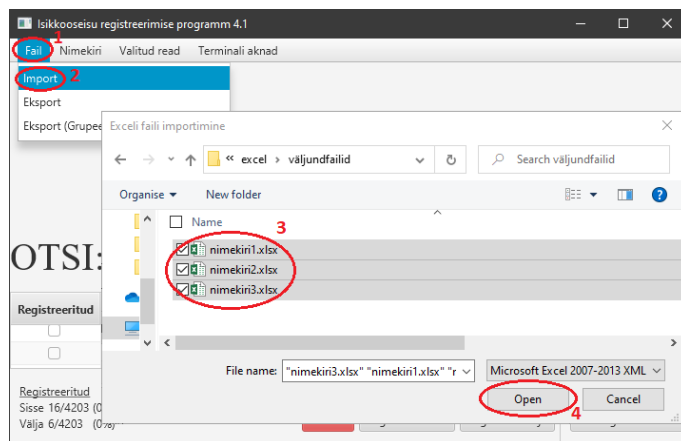 Isikkooseisu registreerimise programm 4.1
1
Fail Nimekiri Valitud read Terminali aknad
Import 2
Eksport
Eksport
Exceli faili importimine
« excel › väljundfailid
Search väljundfailid
Organise New folder
Name
3
nimekiri1.xlsx
nimekiri2.xlsx
nimekiri3.xlsx
OTSI:
Registreeritud
File name: "nimekiri3.xlsx" "nimekiri1.xlsx" Microsoft Excel 2007-2013 XML
Open Cancel
4
Registreeritud
Sisse 16/4203
Välja 6/4203